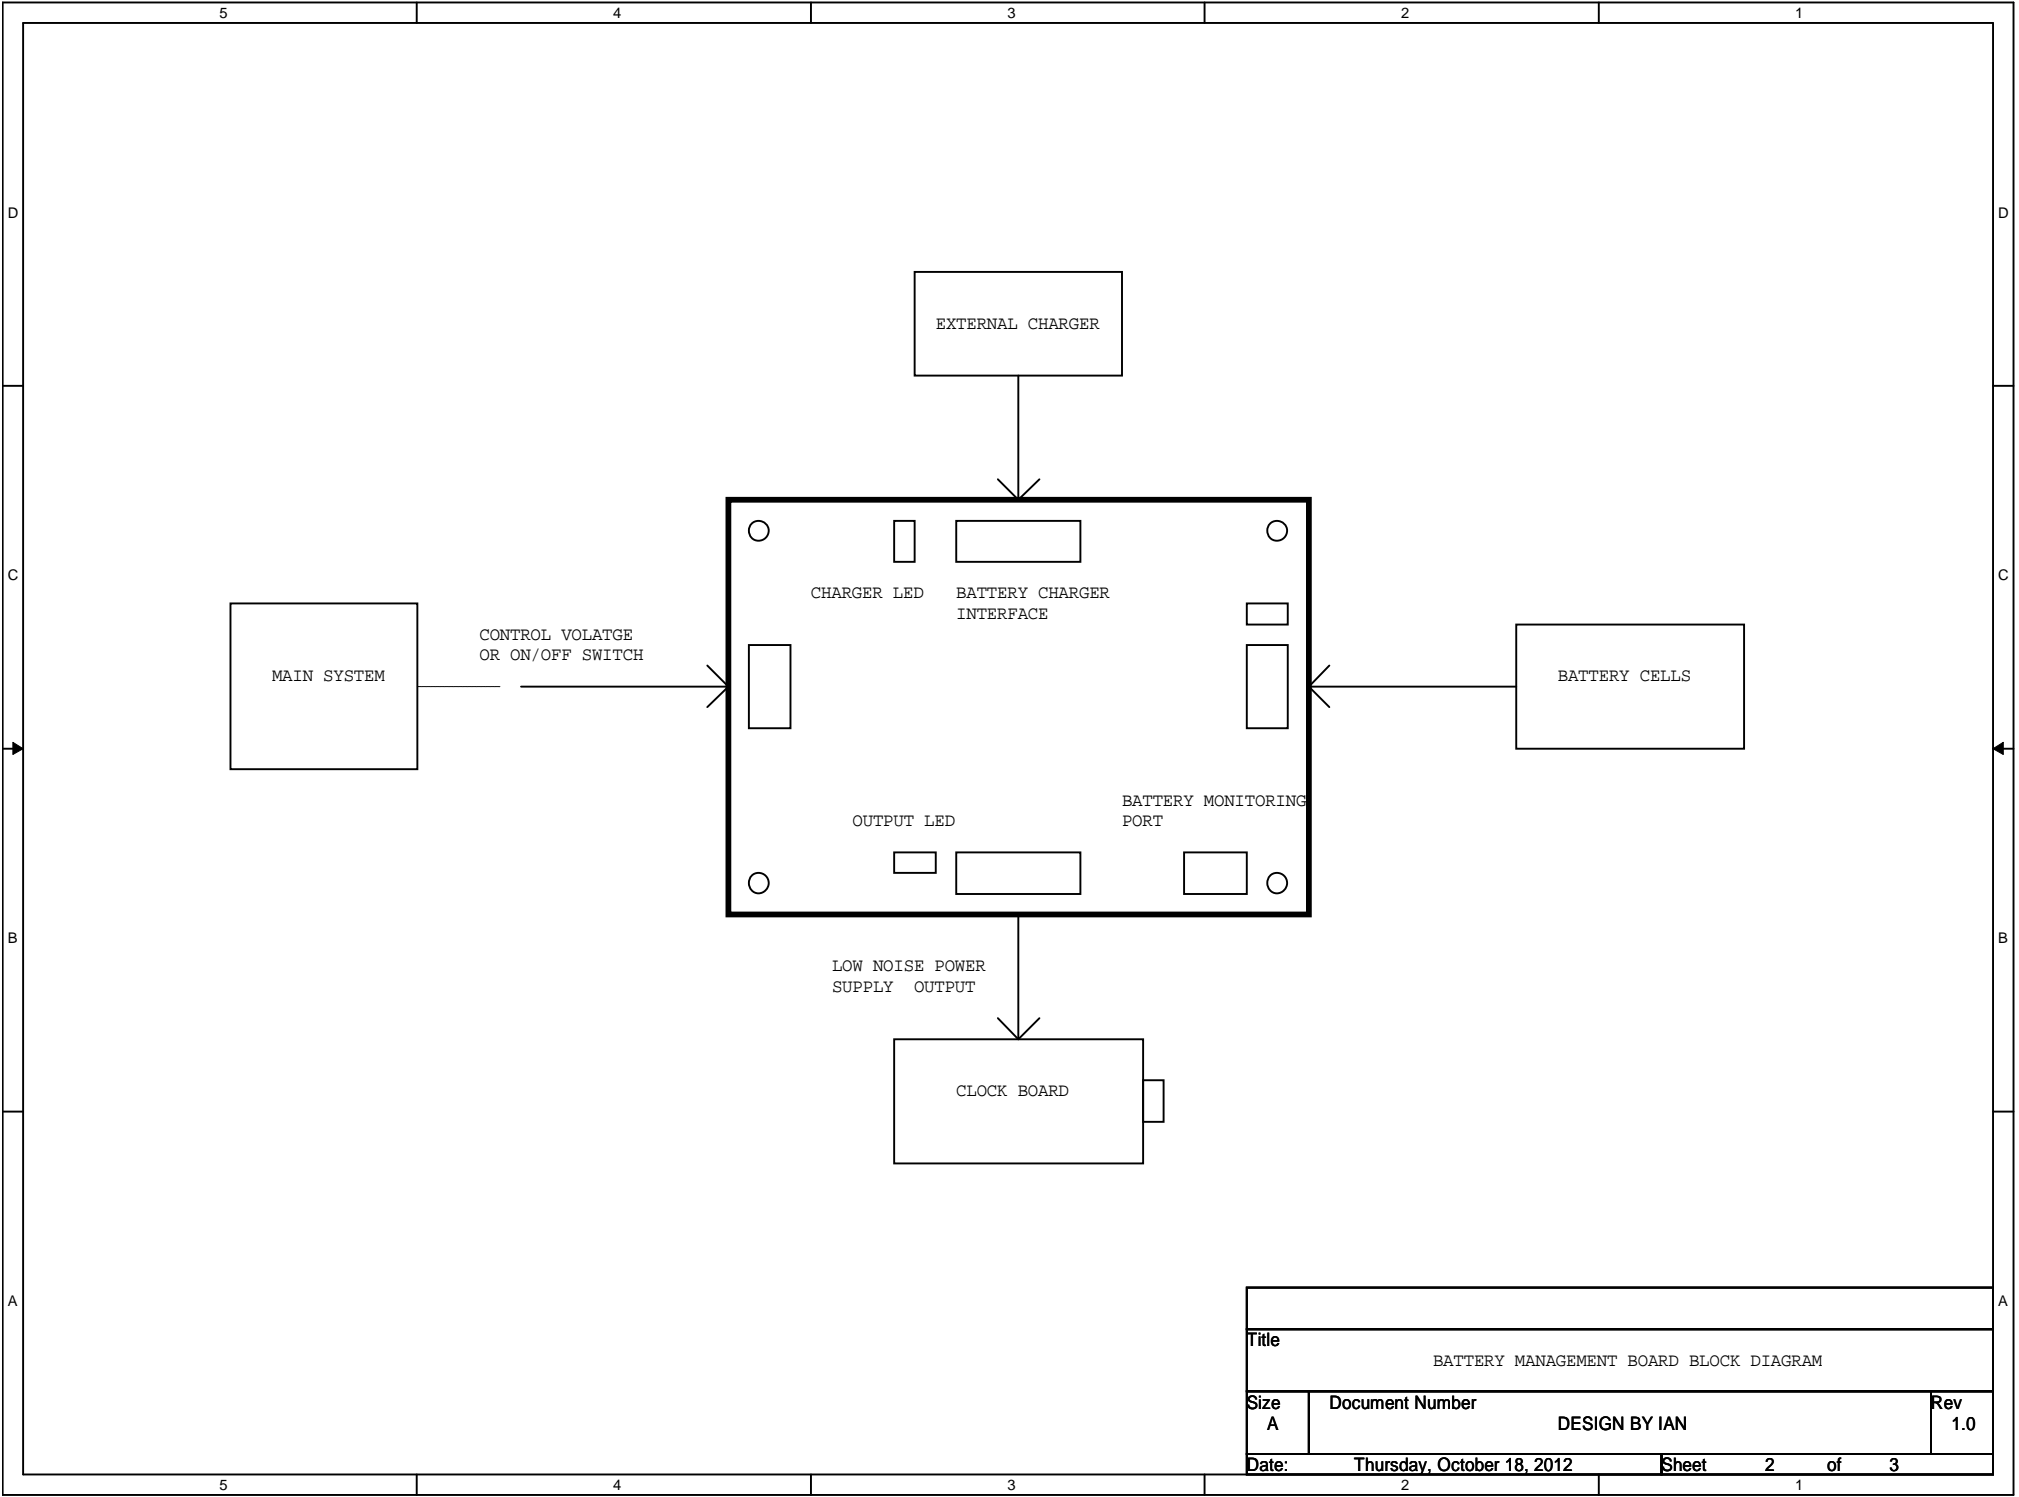 5 4 3 2 1
D D
EXTERNAL CHARGER
C C
CHARGER LED
BATTERY CHARGER
INTERFACE
CONTROL VOLATGE
OR ON/OFF SWITCH
MAIN SYSTEM
BATTERY CELLS
BATTERY MONITORING
PORT
OUTPUT LED
B B
LOW NOISE POWER
SUPPLY  OUTPUT
CLOCK BOARD
A A
Title
BATTERY MANAGEMENT BOARD BLOCK DIAGRAM
Size Document Number Rev
A DESIGN BY IAN 1.0
Date: Thursday, October 18, 2012 Sheet 2 of 3
5 4 3 2 1